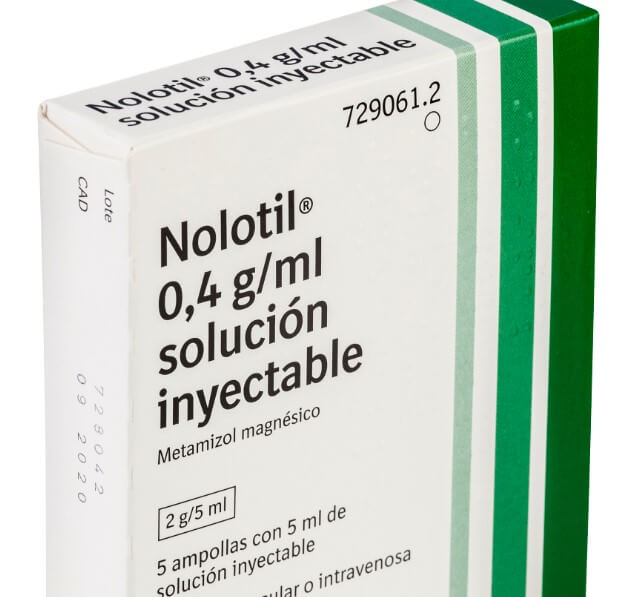 Nolotil® 0,4 g/ml
solución inyectable
729061.2
Nolotil®
0,4 g/ml
solución
inyectable
Metamizol magnésico
2 g/5 ml
5 ampollas con 5 ml de
solución inyectable
o intravenosa
Lote
CAD
728042
09 2020